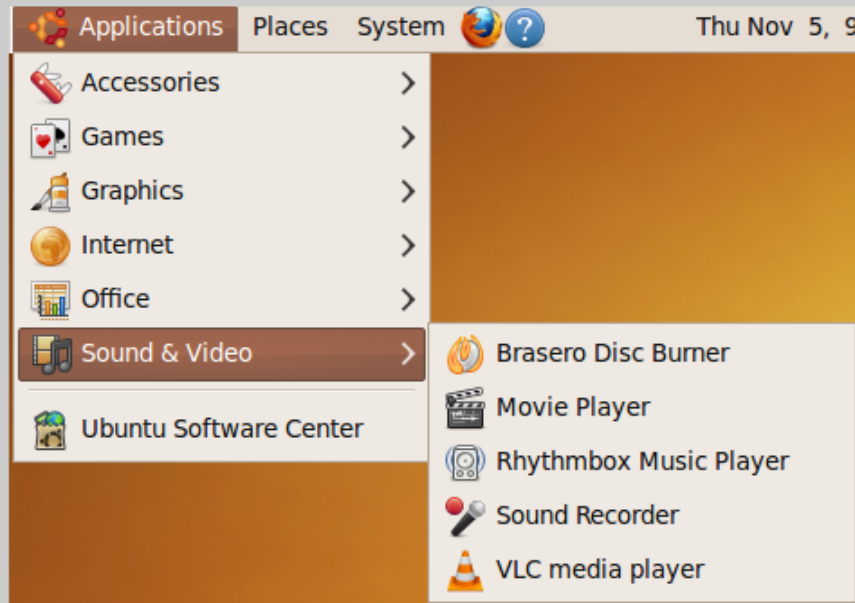 Applications Places System ? Thu Nov 5, 9
Accessories
Games
Graphics
Internet
Office
Sound & Video
Ubuntu Software Center
Brasero Disc Burner
Movie Player
Rhythmbox Music Player
Sound Recorder
VLC media player